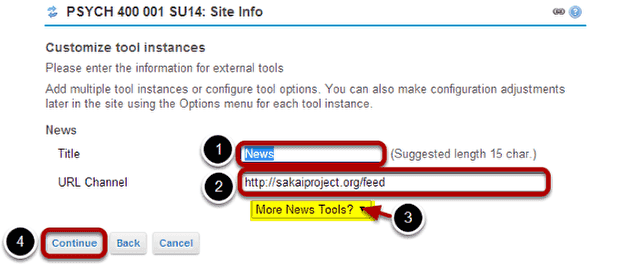 PSYCH 400 001 SU14: Site Info
Customize tool instances
Please enter the information for external tools
Add multiple tool instances or configure tool options. You can also make configuration adjustments
later in the site using the Options menu for each tool instance.
News
Title 1 News (Suggested length 15 char.)
URL Channel 2 http://sakaiproject.org/feed
More News Tools? 3
4 Continue Back Cancel